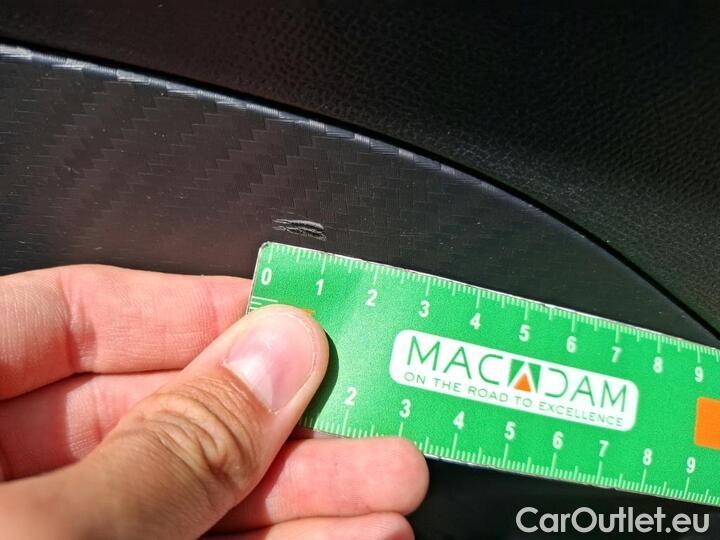 0 1 2 3 4 5 6 7 8 9
MACADAM
ON THE ROAD TO EXCELLENCE
2 3 4 5 6 7 8 9
CarOutlet.eu